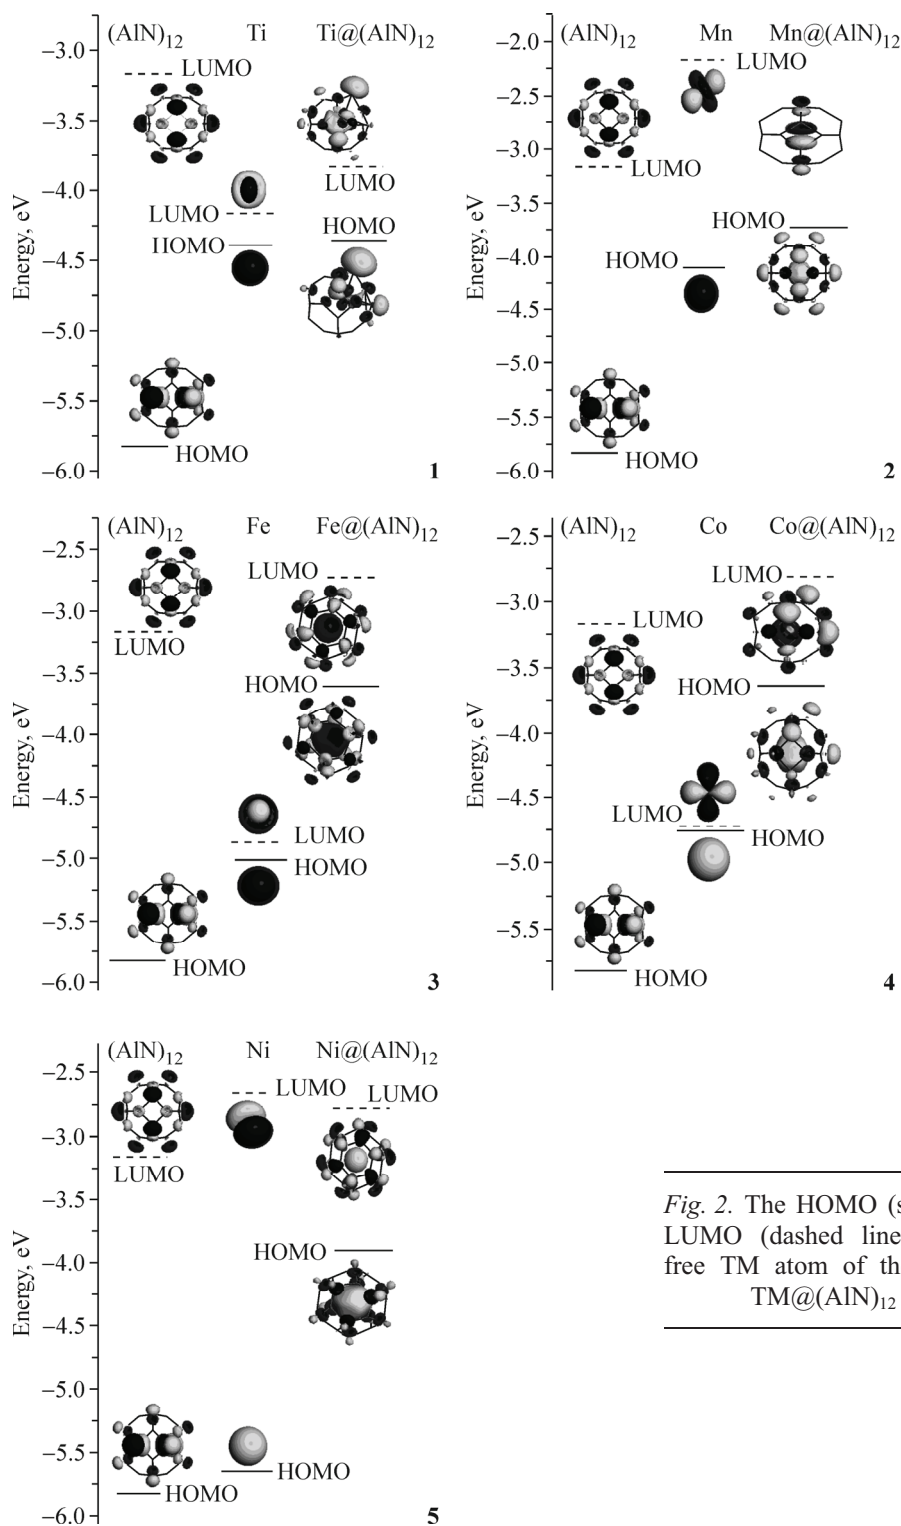 (AlN)12 Ti Ti@(AlN)12
Energy, eV
–3.0
–3.5
–4.0
–4.5
–5.0
–5.5
–6.0
LUMO
LUMO
LUMO
HOMO
HOMO
HOMO
1
(AlN)12 Mn Mn@(AlN)12
Energy, eV
–2.0
–2.5
–3.0
–3.5
–4.0
–4.5
–5.0
–5.5
–6.0
LUMO
LUMO
HOMO
HOMO
HOMO
2
(AlN)12 Fe Fe@(AlN)12
Energy, eV
–2.5
–3.0
–3.5
–4.0
–4.5
–5.0
–5.5
–6.0
LUMO
LUMO
HOMO
LUMO
HOMO
HOMO
3
(AlN)12 Co Co@(AlN)12
Energy, eV
–2.5
–3.0
–3.5
–4.0
–4.5
–5.0
–5.5
LUMO
LUMO
HOMO
LUMO
HOMO
HOMO
4
(AlN)12 Ni Ni@(AlN)12
Energy, eV
–2.5
–3.0
–3.5
–4.0
–4.5
–5.0
–5.5
–6.0
LUMO LUMO
LUMO
HOMO
HOMO
HOMO
5
Fig. 2. The HOMO (s
LUMO (dashed line
free TM atom of th
TM@(AlN)12